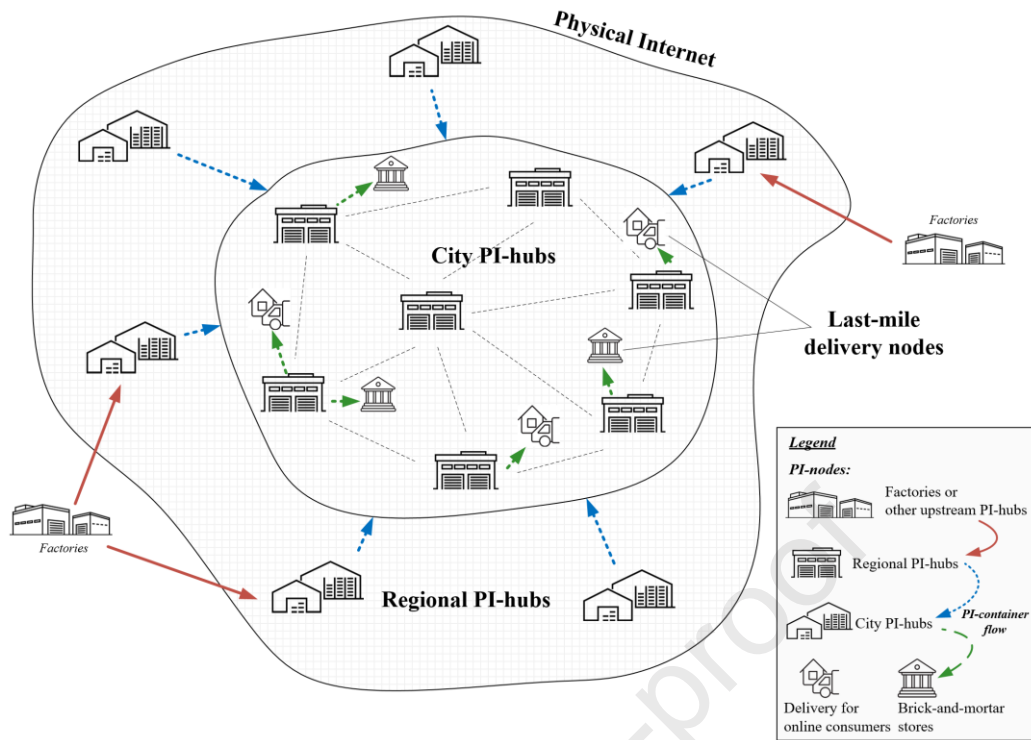 Physical Internet
City PI-hubs
Factories
Last-mile
delivery nodes
Factories
Regional PI-hubs
Legend
PI-nodes:
Factories or
other upstream PI-hubs
Regional PI-hubs
City PI-hubs
PI-container
flow
Delivery for
online consumers
Brick-and-mortar
stores
-proof